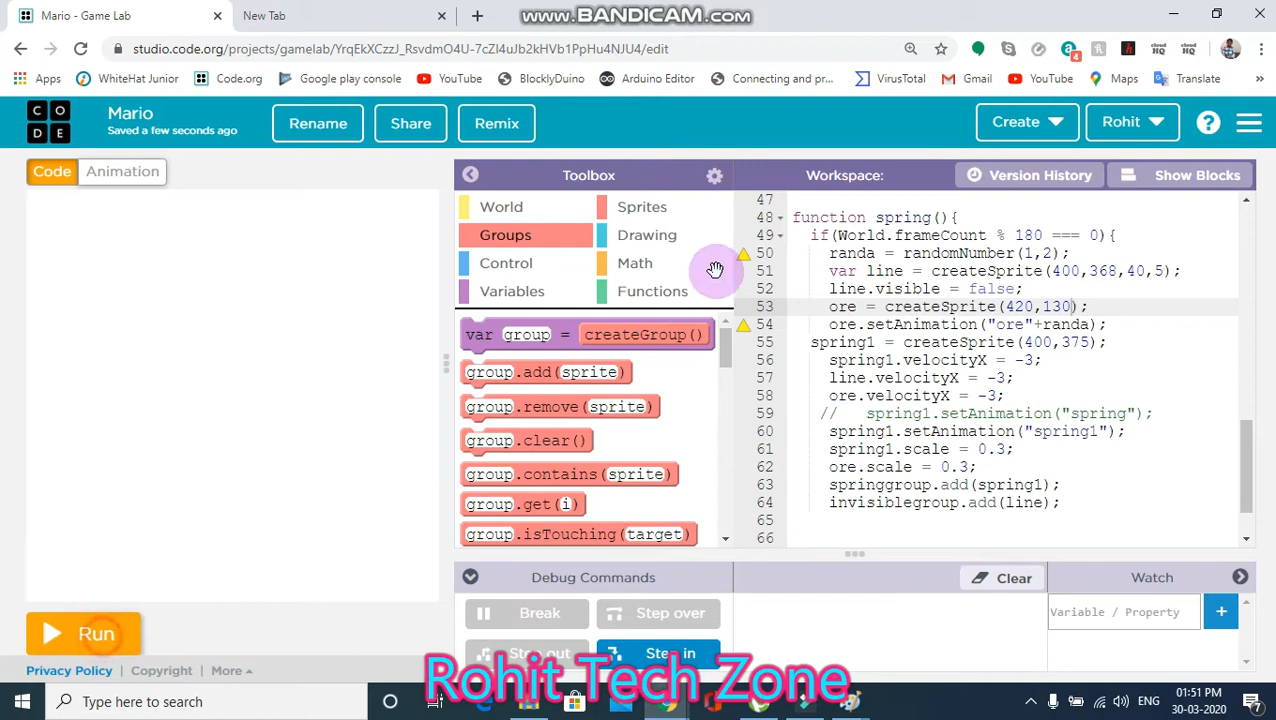 Mario - Game Lab
New Tab
www.BANDICAM.com
studio.code.org/projects/gamelab/YrqEkXCzzJ_RsvdmO4U-7cZl4uJb2kHVb1PpHu4NJU4/edit
Apps
WhiteHat Junior
Code.org
Google play console
YouTube
BlocklyDuino
Arduino Editor
Connecting and pr...
VirusTotal
Gmail
YouTube
Maps
Translate
CODE
Mario
Saved a few seconds ago
Rename
Share
Remix
Create
Rohit
?
Code
Animation
Toolbox
Workspace:
Version History
Show Blocks
World
Sprites
Groups
Drawing
Control
Math
Variables
Functions
var group = createGroup()
group.add(sprite)
group.remove(sprite)
group.clear()
group.contains(sprite)
group.get(i)
group.isTouching(target)
47
48 function spring(){
49 if(World.frameCount % 180 === 0){
50 randa = randomNumber(1,2);
51 var line = createSprite(400,368,40,5);
52 line.visible = false;
53 ore = createSprite(420,130);
54 ore.setAnimation("ore"+randa);
55 spring1 = createSprite(400,375);
56 spring1.velocityX = -3;
57 line.velocityX = -3;
58 ore.velocityX = -3;
59 // spring1.setAnimation("spring");
60 spring1.setAnimation("spring1");
61 spring1.scale = 0.3;
62 ore.scale = 0.3;
63 springgroup.add(spring1);
64 invisiblegroup.add(line);
65
66
Run
Privacy Policy
Copyright
More
Debug Commands
Clear
Watch
Break
Step over
Step out
Step in
Variable / Property
Rohit Tech Zone
Type here to search
ENG
01:51 PM
30-03-2020
7